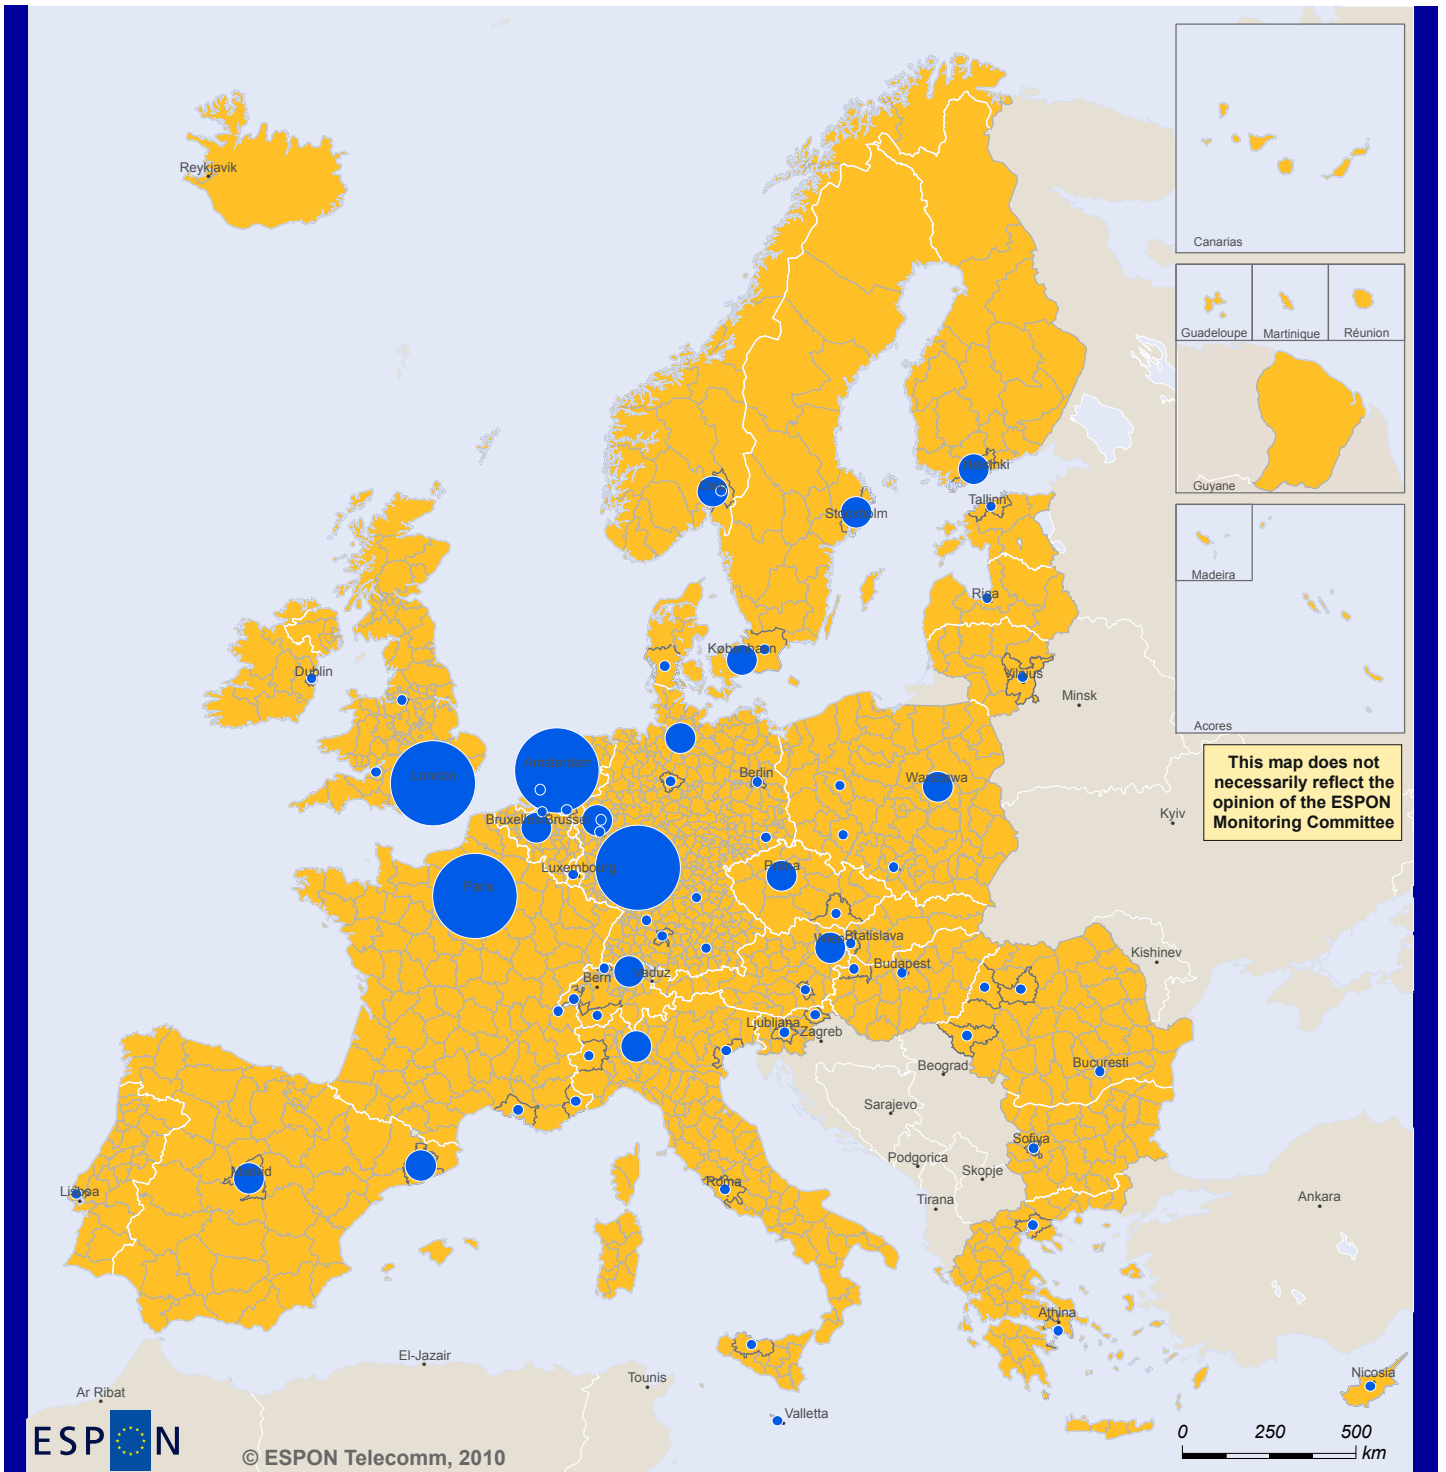 Reykjavik
Canarias
Guadeloupe
Martinique
Réunion
Guyane
Madeira
Acores
Helsinki
Tallinn
Stockholm
Riga
København
Vilnius
Minsk
Dublin
This map does not
necessarily reflect the
opinion of the ESPON
Monitoring Committee
London
Amsterdam
Berlin
Warszawa
Kyiv
Luxembourg
Paris
Praha
Wien
Bratislava
Budapest
Kishinev
Bern
Vaduz
Ljubljana
Zagreb
Beograd
Bucuresti
Sarajevo
Sofiya
Podgorica
Skopje
Madrid
Lisboa
Roma
Tirana
Ankara
Athina
El-Jazair
Tounis
Ar Ribat
Valletta
Nicosia
0 250 500
km
ESPON
© ESPON Telecomm, 2010